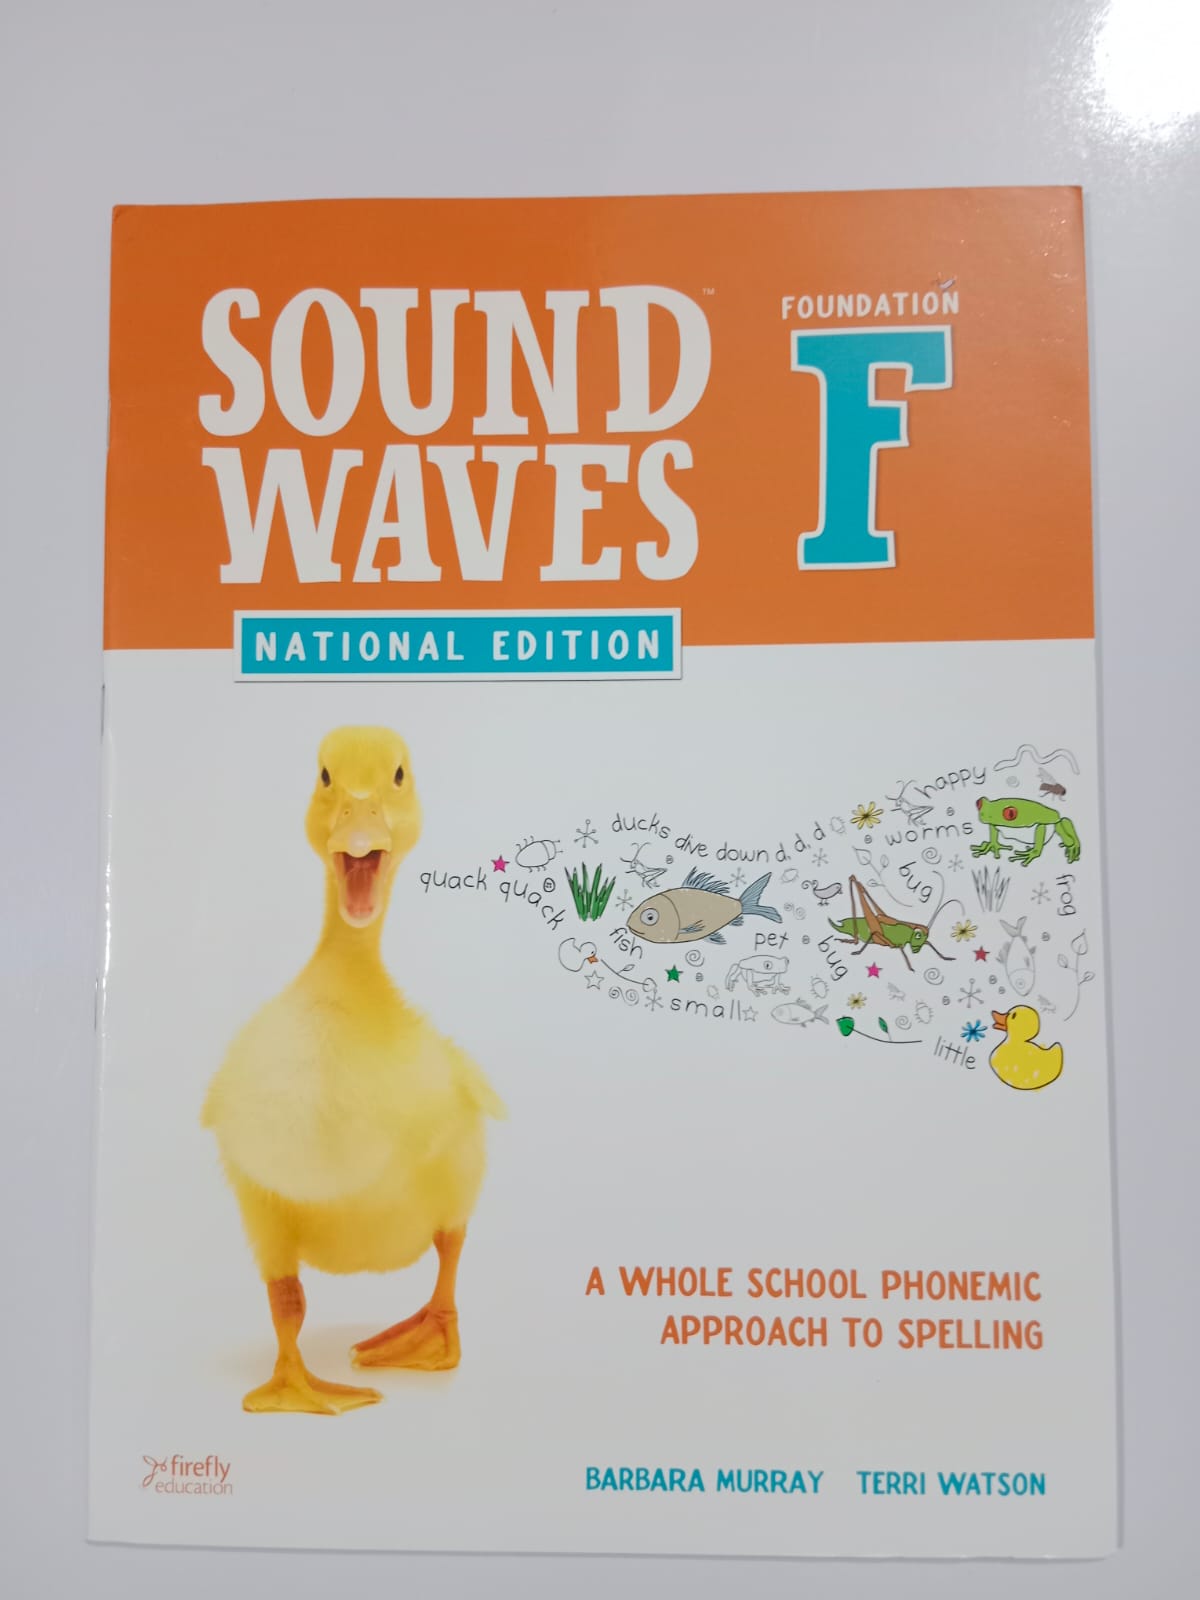 SOUND
WAVES™
FOUNDATION
F
NATIONAL EDITION
quack quack
ducks dive down d, d, d
happy
worms
bug
frog
fish
pet
bug
small
little
A WHOLE SCHOOL PHONEMIC
APPROACH TO SPELLING
firefly
education
BARBARA MURRAY TERRI WATSON